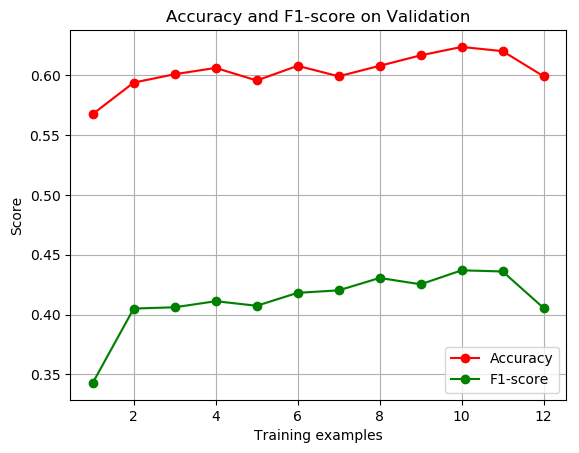 Accuracy and F1-score on Validation
Score
0.60
0.55
0.50
0.45
0.40
0.35
2 4 6 8 10 12
Training examples
Accuracy
F1-score